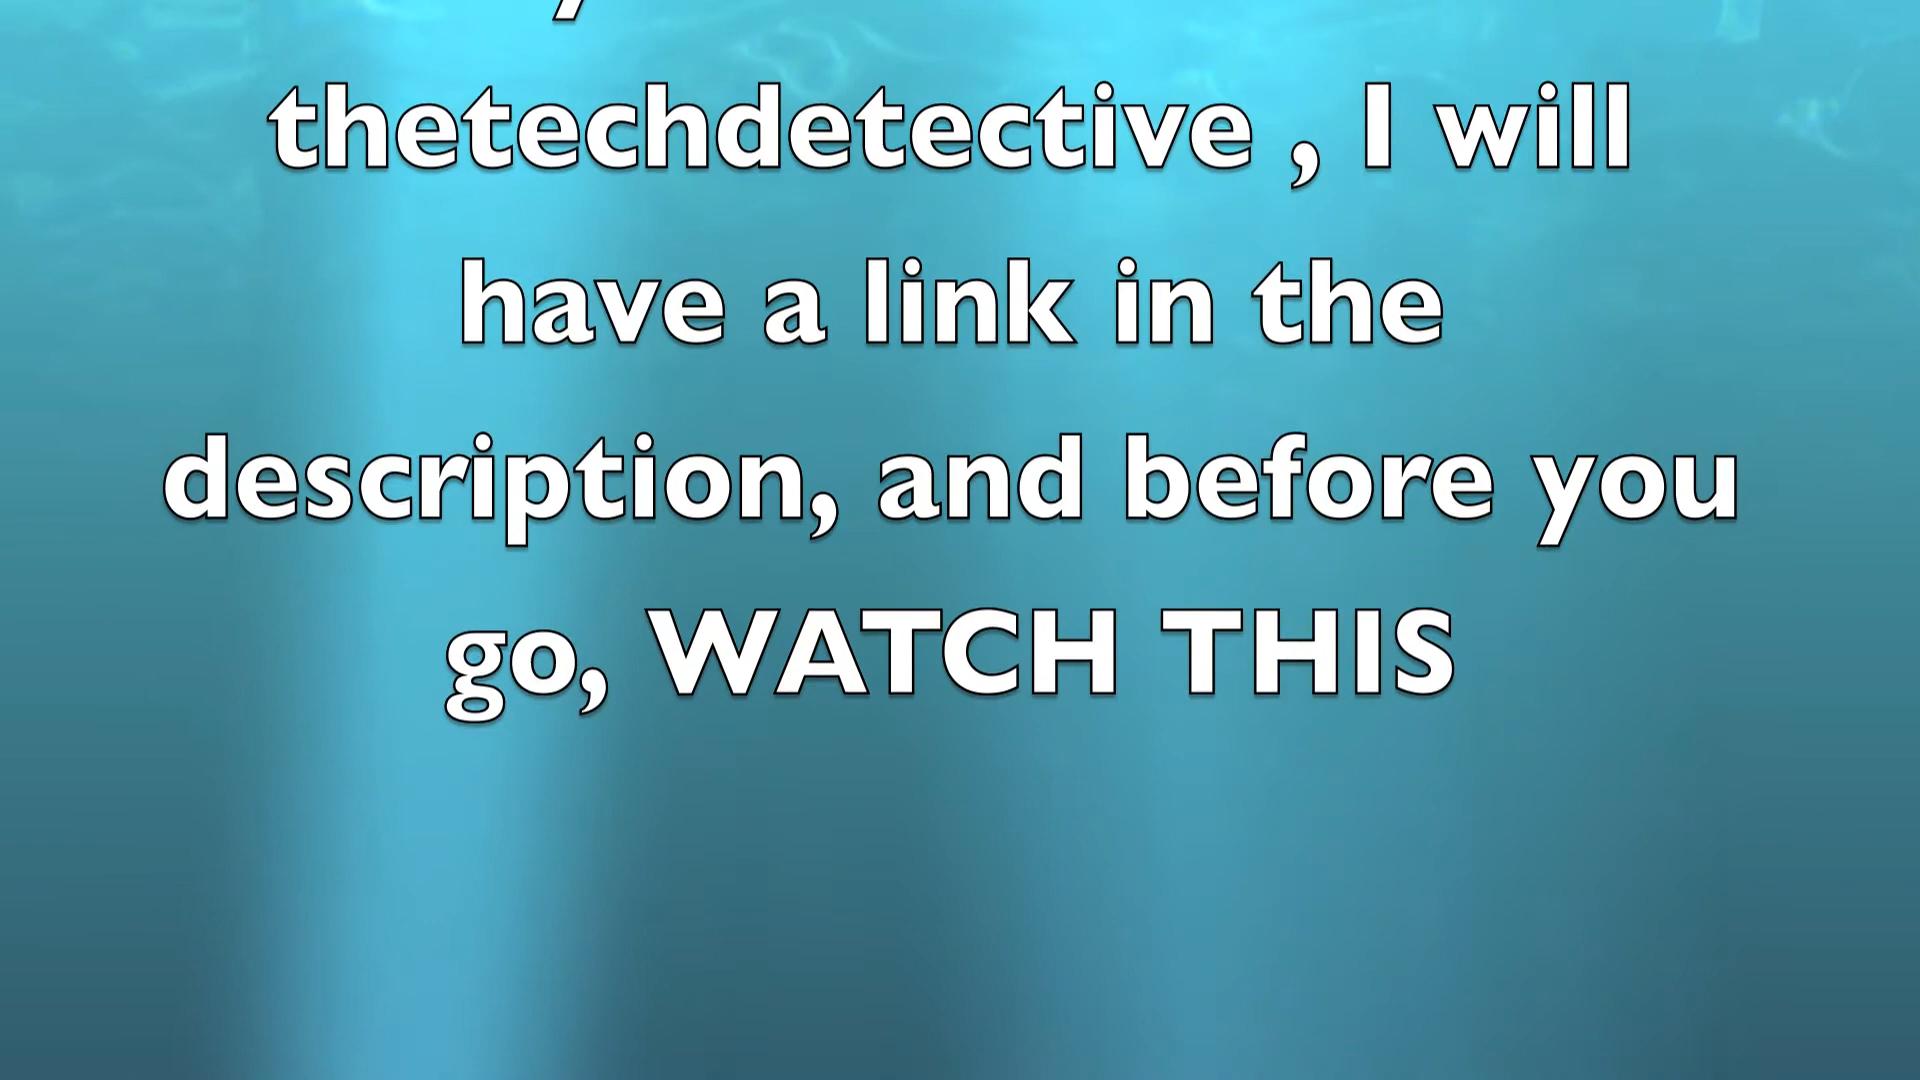 thetechdetective , I will
have a link in the
description, and before you
go, WATCH THIS